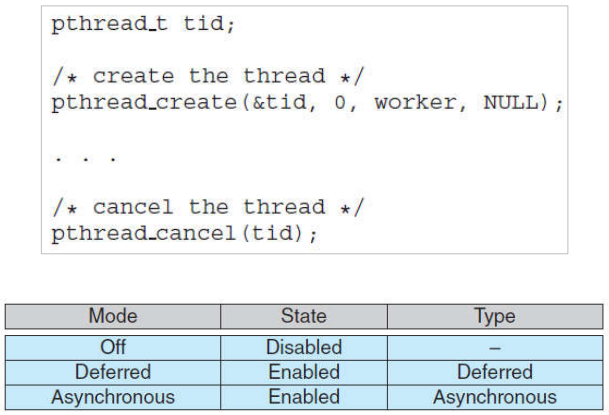 pthread_t tid;
/* create the thread */
pthread_create(&tid, 0, worker, NULL);
. . .
/* cancel the thread */
pthread_cancel(tid);
Mode State Type
Off Disabled –
Deferred Enabled Deferred
Asynchronous Enabled Asynchronous